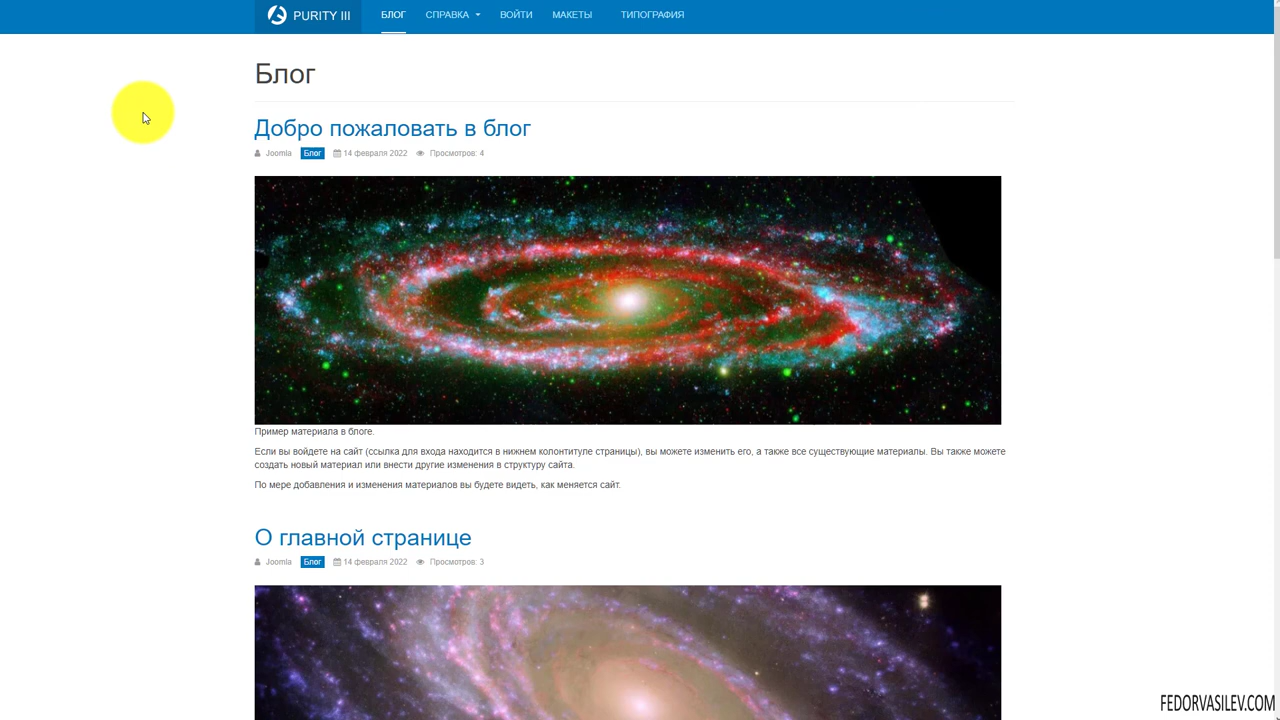 PURITY III БЛОГ СПРАВКА ВОЙТИ МАКЕТЫ ТИПОГРАФИЯ
Блог
Добро пожаловать в блог
Joomla Блог 14 февраля 2022 Просмотров: 4
Пример материала в блоге.
Если вы войдете на сайт (ссылка для входа находится в нижнем колонтитуле страницы), вы можете изменить его, а также все существующие материалы. Вы также можете
создать новый материал или внести другие изменения в структуру сайта.
По мере добавления и изменения материалов вы будете видеть, как меняется сайт.
О главной странице
Joomla Блог 14 февраля 2022 Просмотров: 3
FEDORVASILEV.COM